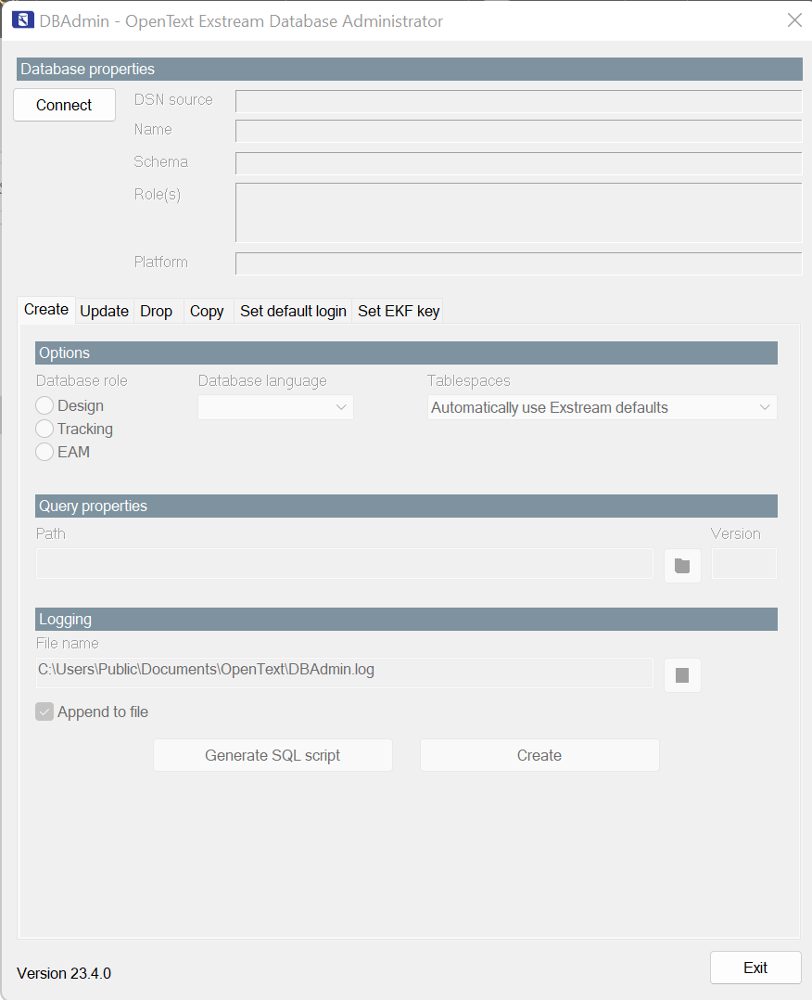 DBAdmin - OpenText Exstream Database Administrator
Database properties
Connect
DSN source
Name
Schema
Role(s)
Platform
Create Update Drop Copy Set default login Set EKF key
Options
Database role Database language Tablespaces
Design Automatically use Exstream defaults
Tracking
EAM
Query properties
Path Version
Logging
File name
C:\Users\Public\Documents\OpenText\DBAdmin.log
Append to file
Generate SQL script Create
Version 23.4.0 Exit